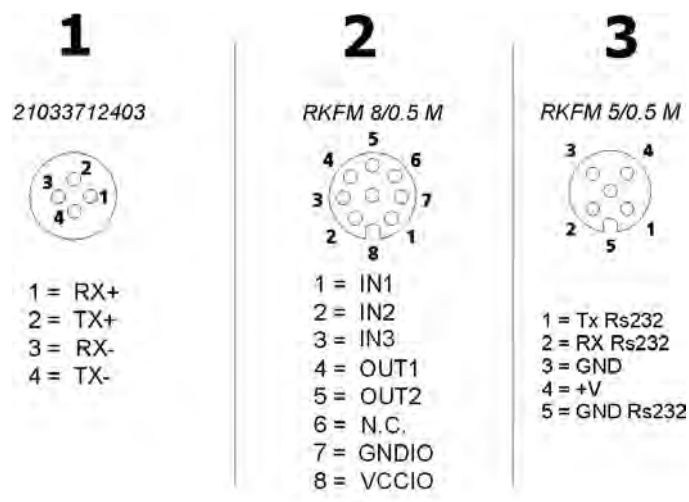 1
21033712403
2
3
1
4
1 = RX+
2 = TX+
3 = RX-
4 = TX-
2
RKFM 8/0.5 M
5
4 6
3 7
2 1
8
1 = IN1
2 = IN2
3 = IN3
4 = OUT1
5 = OUT2
6 = N.C.
7 = GNDIO
8 = VCCIO
3
RKFM 5/0.5 M
3 4
2 1
5
1 = Tx Rs232
2 = RX Rs232
3 = GND
4 = +V
5 = GND Rs232